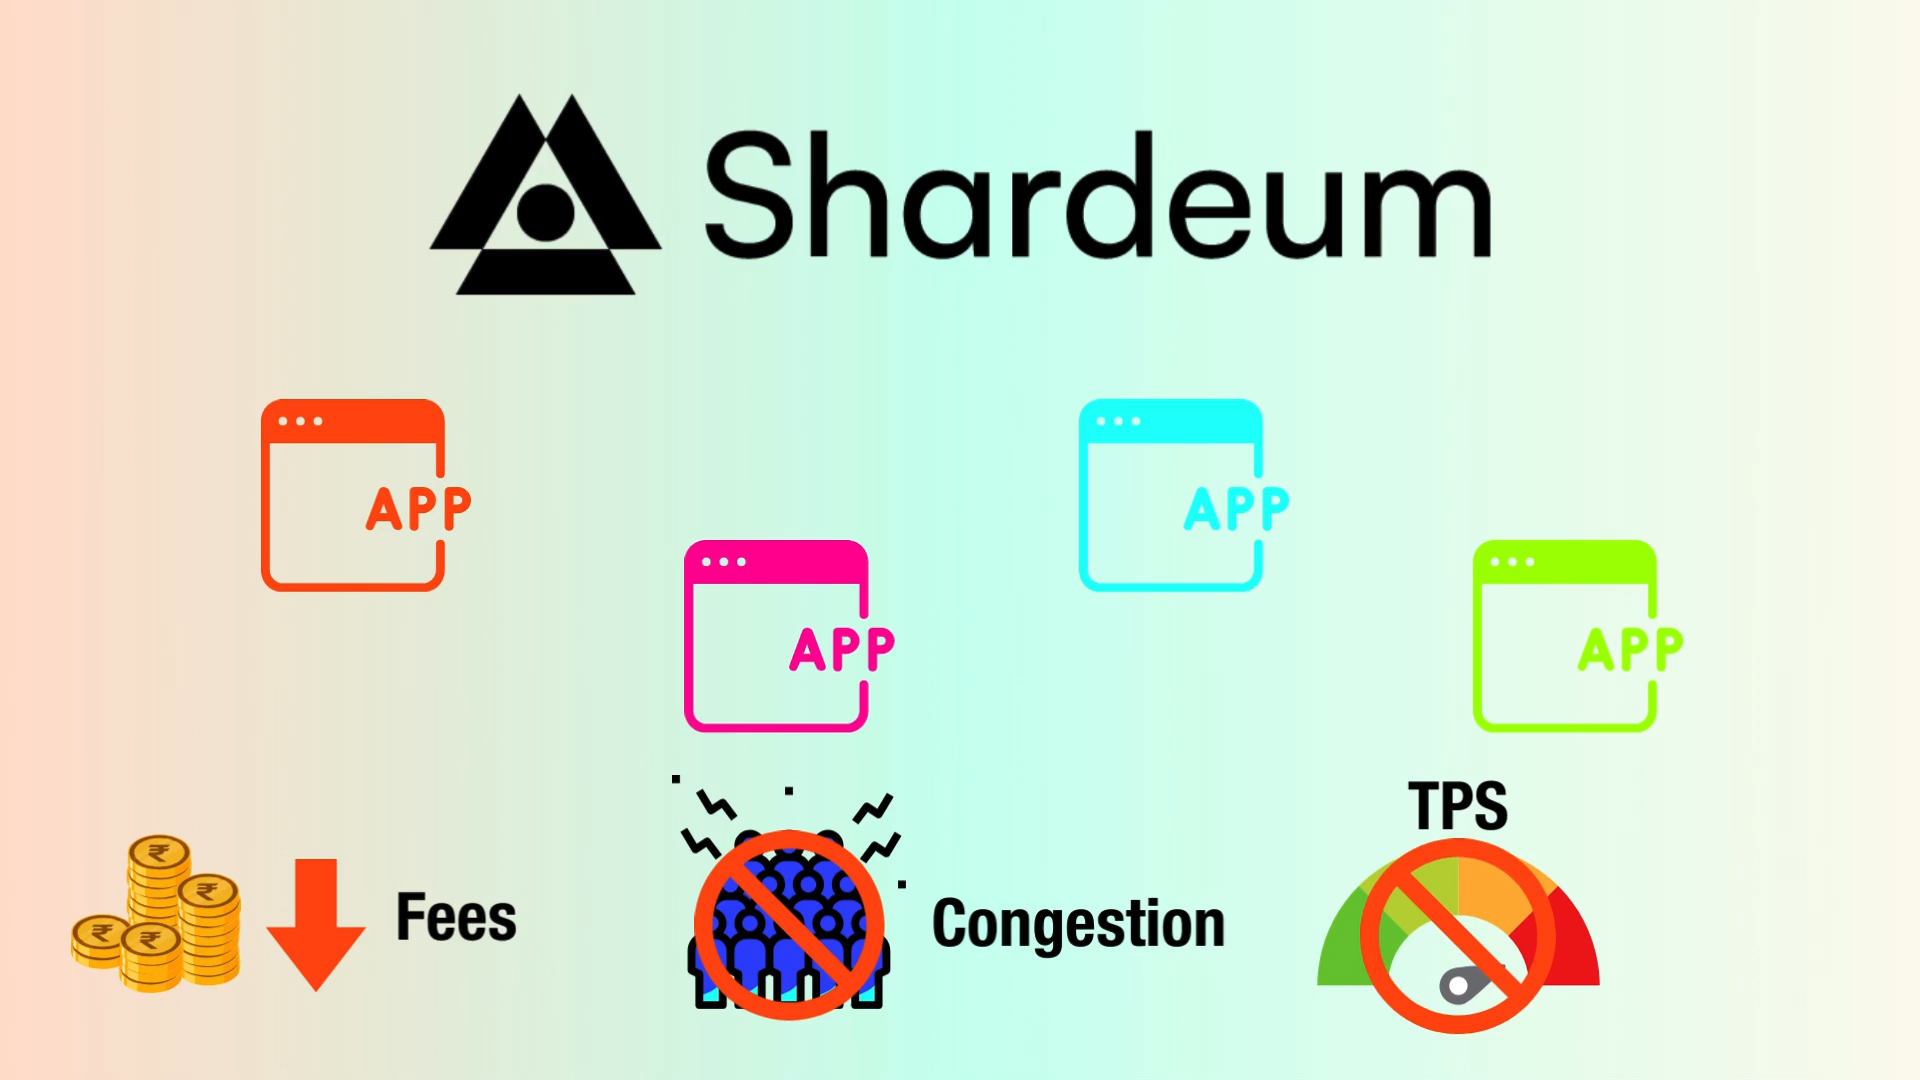 Shardeum
APP
APP
APP
APP
TPS
₹
₹
₹
₹
Fees
Congestion